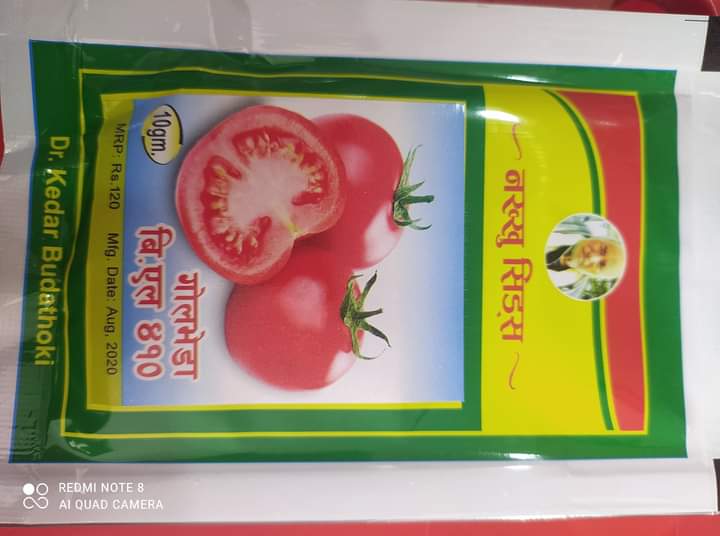 ~ नरखु सिड्स ~
गोलभेडा
बि.एल ४१०
10gm.
MRP: Rs.120 Mfg. Date: Aug, 2020
Dr. Kedar Budathoki
REDMI NOTE 8
AI QUAD CAMERA